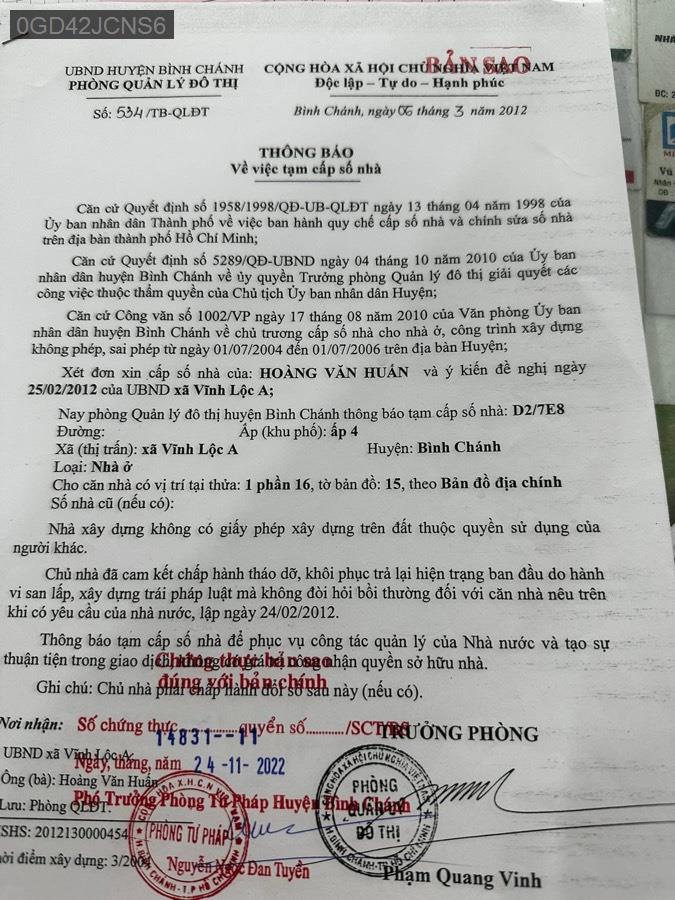 0GD42JCNS6
UBND HUYỆN BÌNH CHÁNH
PHÒNG QUẢN LÝ ĐÔ THỊ
Số: 534/TB-QLĐT
BẢN SAO
CỘNG HÒA XÃ HỘI CHỦ NGHĨA VIỆT NAM
Độc lập – Tự do – Hạnh phúc
Bình Chánh, ngày 06 tháng 3 năm 2012
THÔNG BÁO
Về việc tạm cấp số nhà
Căn cứ Quyết định số 1958/1998/QĐ-UB-QLĐT ngày 13 tháng 04 năm 1998 của
Ủy ban nhân dân Thành phố về việc ban hành quy chế cấp số nhà và chỉnh sửa số nhà
trên địa bàn thành phố Hồ Chí Minh;
Căn cứ Quyết định số 5289/QĐ-UBND ngày 04 tháng 10 năm 2010 của Ủy ban
nhân dân huyện Bình Chánh về ủy quyền Trưởng phòng Quản lý đô thị giải quyết các
công việc thuộc thẩm quyền của Chủ tịch Ủy ban nhân dân Huyện;
Căn cứ Công văn số 1002/VP ngày 17 tháng 08 năm 2010 của Văn phòng Ủy ban
nhân dân huyện Bình Chánh về chủ trương cấp số nhà cho nhà ở, công trình xây dựng
không phép, sai phép từ ngày 01/07/2004 đến 01/07/2006 trên địa bàn Huyện;
Xét đơn xin cấp số nhà của: HOÀNG VĂN HUẤN và ý kiến đề nghị ngày
25/02/2012 của UBND xã Vĩnh Lộc A;
Nay phòng Quản lý đô thị huyện Bình Chánh thông báo tạm cấp số nhà: D2/7E8
Đường: Ấp (khu phố): ấp 4
Xã (thị trấn): xã Vĩnh Lộc A Huyện: Bình Chánh
Loại: Nhà ở
Cho căn nhà có vị trí tại thửa: 1 phần 16, tờ bản đồ: 15, theo Bản đồ địa chính
Số nhà cũ (nếu có):
Nhà xây dựng không có giấy phép xây dựng trên đất thuộc quyền sử dụng của
người khác.
Chủ nhà đã cam kết chấp hành tháo dỡ, khôi phục trả lại hiện trạng ban đầu do hành
vi san lấp, xây dựng trái pháp luật mà không đòi hỏi bồi thường đối với căn nhà nêu trên
khi có yêu cầu của nhà nước, lập ngày 24/02/2012.
Thông báo tạm cấp số nhà để phục vụ công tác quản lý của Nhà nước và tạo sự
thuận tiện trong giao dịch, không có giá trị công nhận quyền sở hữu nhà.
Chứng thực bản sao
đúng với bản chính
Ghi chú: Chủ nhà phải chấp hành đổi số sau này (nếu có).
Nơi nhận:
Số chứng thực 14831--11 quyển số.........../SCT/BS
TRƯỞNG PHÒNG
UBND xã Vĩnh Lộc A;
Ngày, tháng, năm 24-11-2022
Ông (bà): Hoàng Văn Huấn
Phó Trưởng Phòng Tư Pháp Huyện Bình Chánh
Lưu: Phòng QLĐT.
SHS: 2012130000454
PHÒNG TƯ PHÁP
H.BÌNH CHÁNH-T.P HỒ CHÍ MINH
PHÒNG
QUẢN LÝ
ĐÔ THỊ
H.BÌNH CHÁNH-TP.HỒ CHÍ MINH
Nguyễn Ngọc Đan Tuyền
Phạm Quang Vinh